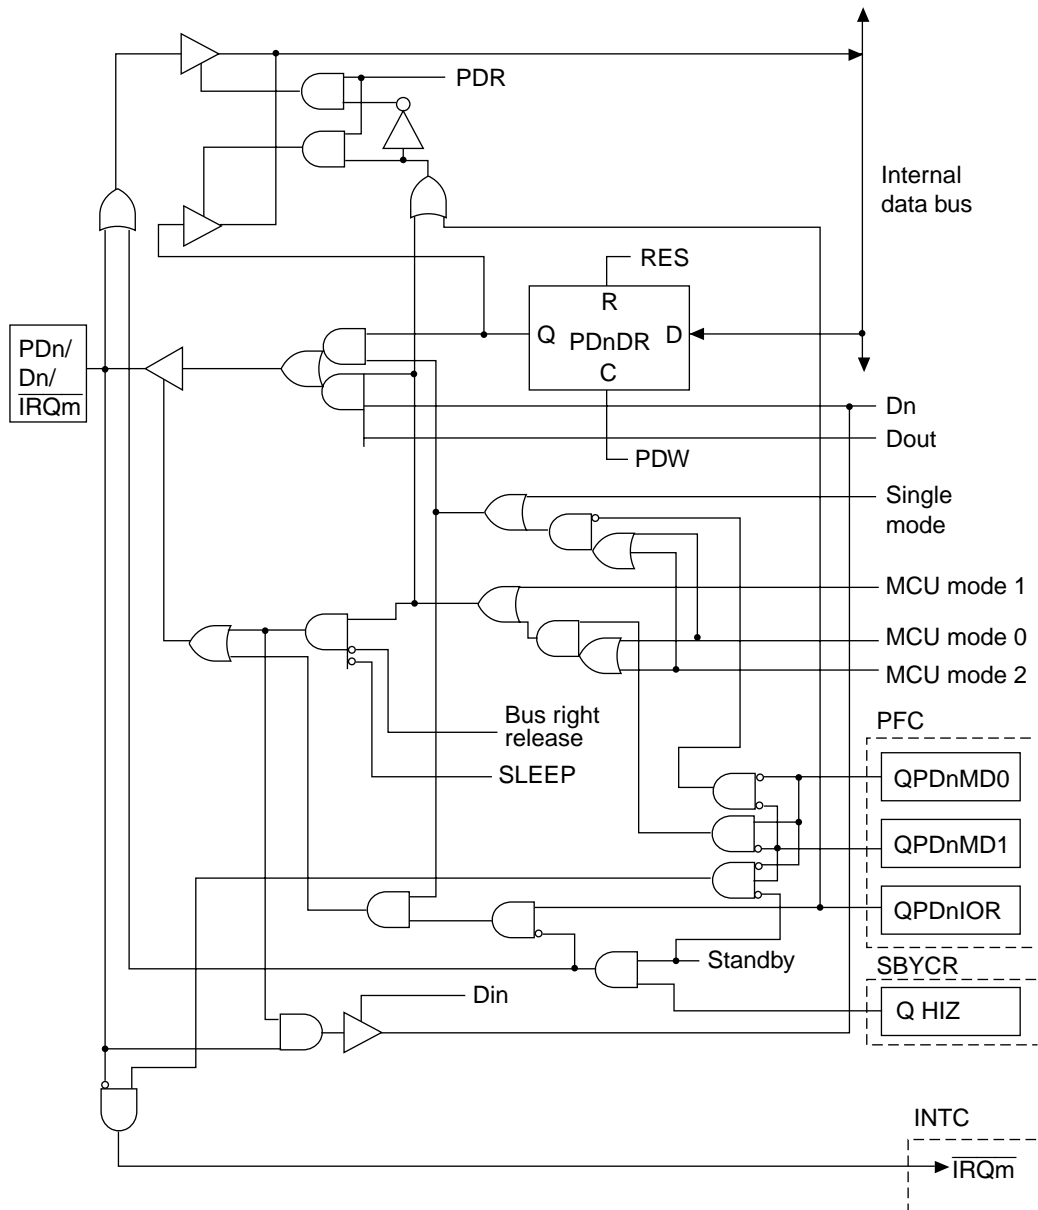 PDR
Internal
data bus
RES
R
Q
PDnDR
D
C
PDn/
Dn/
IRQm
Dn
Dout
PDW
Single
mode
MCU mode 1
MCU mode 0
MCU mode 2
Bus right
release
SLEEP
PFC
QPDnMD0
QPDnMD1
QPDnIOR
Standby
SBYCR
Din
Q HIZ
INTC
IRQm